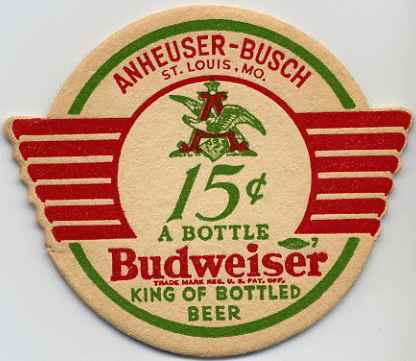 ANHEUSER-BUSCH
ST. LOUIS, MO.
A
15¢
A BOTTLE
Budweiser
TRADE MARK REG. U. S. PAT. OFF.
KING OF BOTTLED
BEER